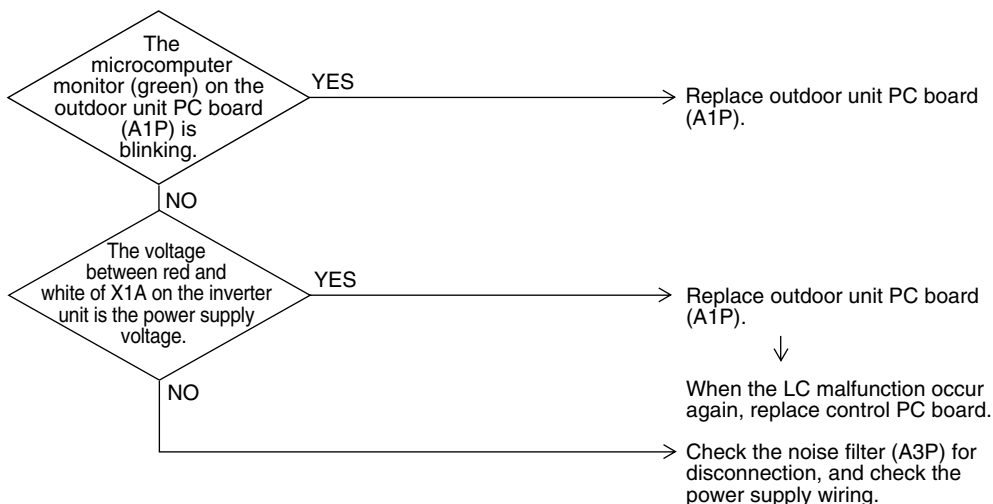 The
microcomputer
monitor (green) on the
outdoor unit PC board
(A1P) is
blinking.
YES
Replace outdoor unit PC board
(A1P).
NO
The voltage
between red and
white of X1A on the inverter
unit is the power supply
voltage.
YES
Replace outdoor unit PC board
(A1P).
When the LC malfunction occur
again, replace control PC board.
NO
Check the noise filter (A3P) for
disconnection, and check the
power supply wiring.